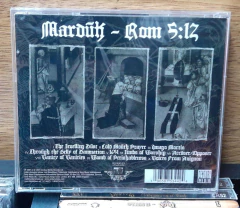 Marduk – Rom 5:12
The Levelling Dust – Cold Mouth Prayer – Imago Mortis
Through the Belly of Damnation – 1651 – Limbs of Worship – Accuser/Opposer
Vanity of Vanities – Womb of Perishableness – Voices From Avignon